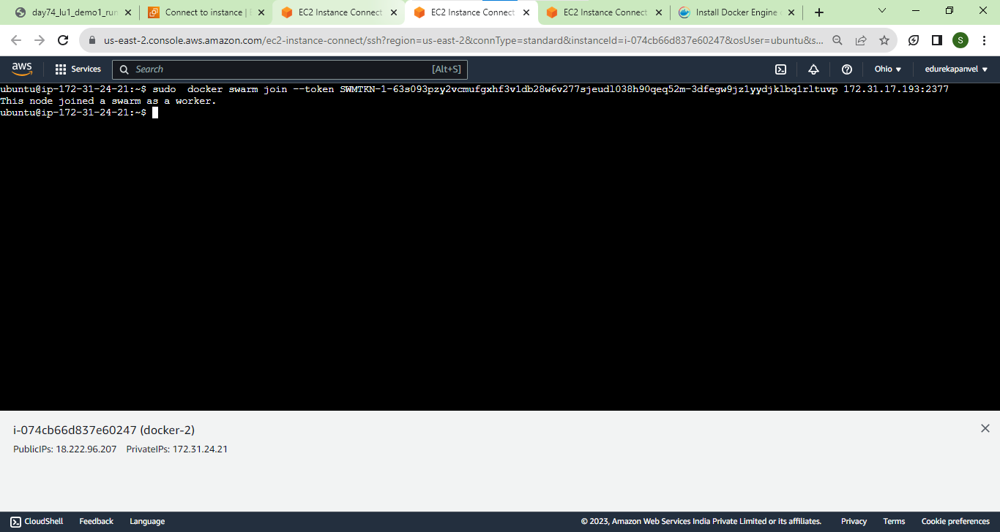 day74_lu1_demo1_run
Connect to instance |
EC2 Instance Connect
EC2 Instance Connect
EC2 Instance Connect
Install Docker Engine
us-east-2.console.aws.amazon.com/ec2-instance-connect/ssh?region=us-east-2&connType=standard&instanceId=i-074cb66d837e60247&osUser=ubuntu&s...
S
aws
Services
Search
[Alt+S]
Ohio
edurekapanvel
ubuntu@ip-172-31-24-21:~$ sudo  docker swarm join --token SWMTKN-1-63s093pzy2vcmufgxhf3v1db28w6v277sjeudl038h90qeq52m-3dfegw9jz1yydjklbq1rltuvp 172.31.17.193:2377
This node joined a swarm as a worker.
ubuntu@ip-172-31-24-21:~$
i-074cb66d837e60247 (docker-2)
PublicIPs: 18.222.96.207 PrivateIPs: 172.31.24.21
CloudShell
Feedback
Language
© 2023, Amazon Web Services India Private Limited or its affiliates.
Privacy
Terms
Cookie preferences